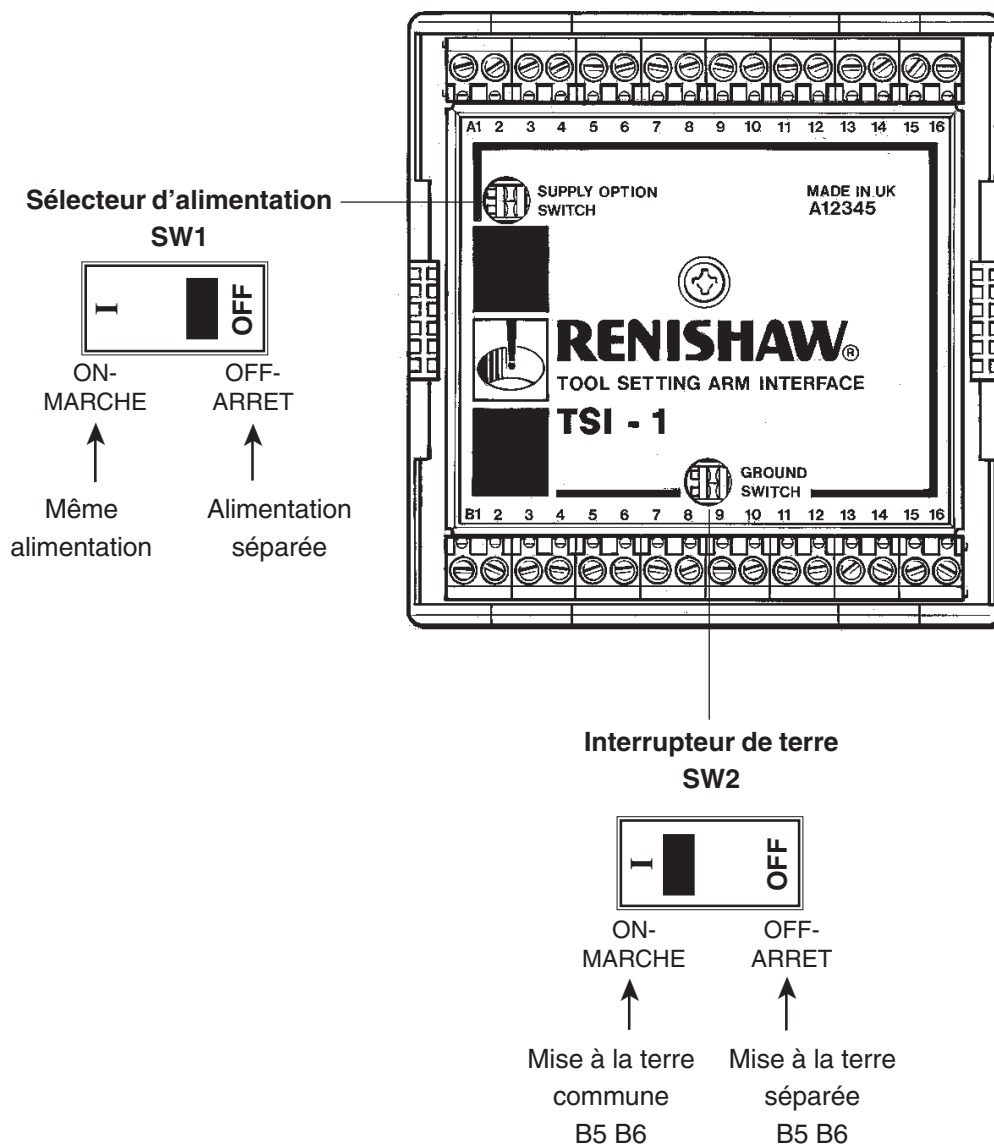 A1 2 3 4 5 6 7 8 9 10 11 12 13 14 15 16
Sélecteur d'alimentation
SW1
I OFF
ON-
MARCHE
OFF-
ARRET
Même
alimentation
Alimentation
séparée
SUPPLY OPTION
SWITCH
MADE IN UK
A12345
RENISHAW®
TOOL SETTING ARM INTERFACE
TSI - 1
GROUND
SWITCH
B1 2 3 4 5 6 7 8 9 10 11 12 13 14 15 16
Interrupteur de terre
SW2
I OFF
ON-
MARCHE
OFF-
ARRET
Mise à la terre
commune
B5 B6
Mise à la terre
séparée
B5 B6